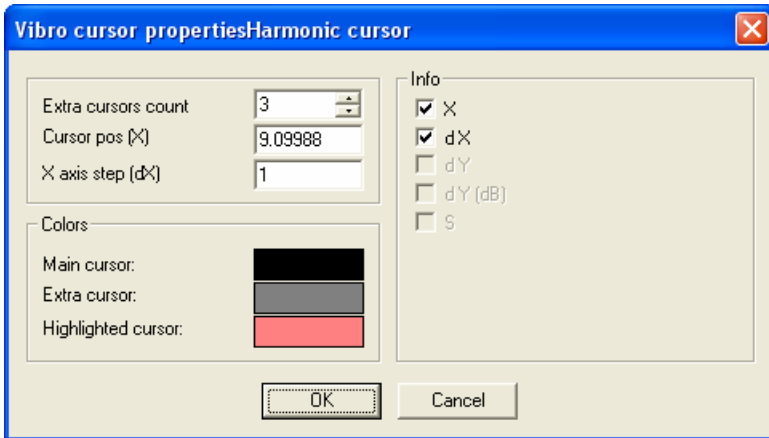 Vibro cursor propertiesHarmonic cursor
Extra cursors count 3
Cursor pos (X) 9.09988
X axis step (dX) 1
Colors
Main cursor:
Extra cursor:
Highlighted cursor:
Info
X
dX
dY
dY (dB)
S
OK Cancel